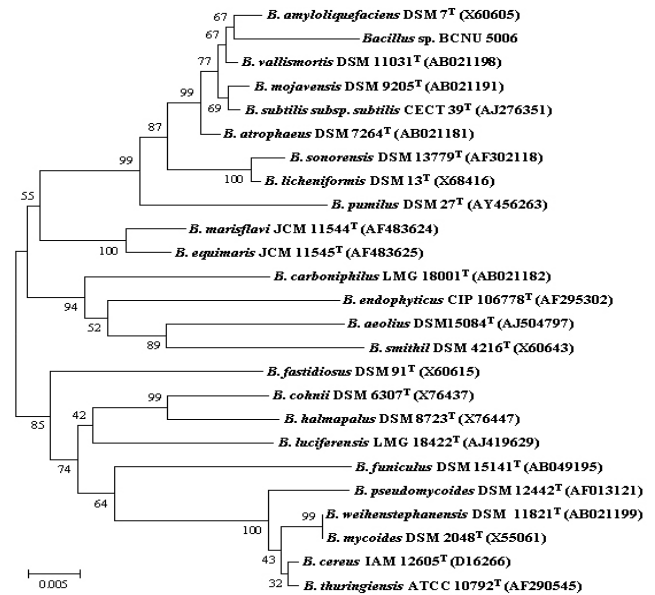 67
B. amyloliquefaciens DSM 7ᵀ (X60605)
67
Bacillus sp. BCNU 5006
77
B. vallismortis DSM 11031ᵀ (AB021198)
B. mojavensis DSM 9205ᵀ (AB021191)
99
69
B. subtilis subsp. subtilis CECT 39ᵀ (AJ276351)
87
B. atrophaeus DSM 7264ᵀ (AB021181)
99
B. sonorensis DSM 13779ᵀ (AF302118)
100
B. licheniformis DSM 13ᵀ (X68416)
55
B. pumilus DSM 27ᵀ (AY456263)
B. marisflavi JCM 11544ᵀ (AF483624)
100
B. equimaris JCM 11545ᵀ (AF483625)
B. carboniphilus LMG 18001ᵀ (AB021182)
94
B. endophyticus CIP 106778ᵀ (AF295302)
52
B. aeolius DSM15084ᵀ (AJ504797)
89
B. smithil DSM 4216ᵀ (X60643)
B. fastidiosus DSM 91ᵀ (X60615)
99
B. cohnii DSM 6307ᵀ (X76437)
42
85
B. halmapalus DSM 8723ᵀ (X76447)
B. luciferensis LMG 18422ᵀ (AJ419629)
74
B. funiculus DSM 15141ᵀ (AB049195)
64
B. pseudomycoides DSM 12442ᵀ (AF013121)
99
B. weihenstephanensis DSM 11821ᵀ (AB021199)
100
B. mycoides DSM 2048ᵀ (X55061)
43
B. cereus IAM 12605ᵀ (D16266)
32
B. thuringiensis ATCC 10792ᵀ (AF290545)
0.005